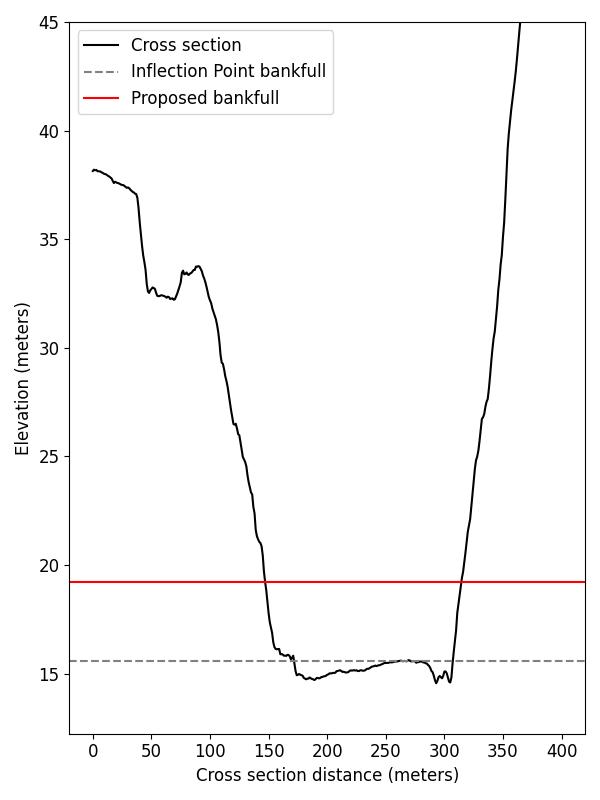 Cross section
Inflection Point bankfull
Proposed bankfull
45
40
35
30
25
20
15
Elevation (meters)
0 50 100 150 200 250 300 350 400
Cross section distance (meters)